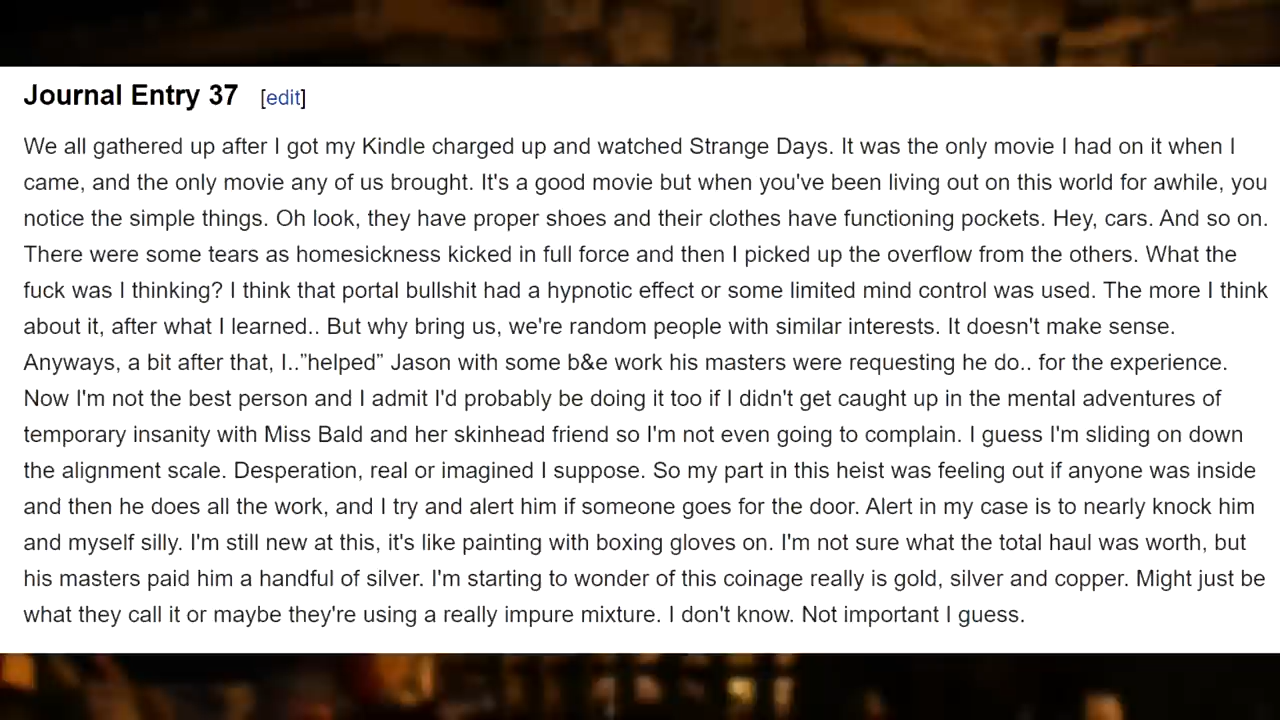 Journal Entry 37 [edit]
We all gathered up after I got my Kindle charged up and watched Strange Days. It was the only movie I had on it when I
came, and the only movie any of us brought. It's a good movie but when you've been living out on this world for awhile, you
notice the simple things. Oh look, they have proper shoes and their clothes have functioning pockets. Hey, cars. And so on.
There were some tears as homesickness kicked in full force and then I picked up the overflow from the others. What the
fuck was I thinking? I think that portal bullshit had a hypnotic effect or some limited mind control was used. The more I think
about it, after what I learned.. But why bring us, we're random people with similar interests. It doesn't make sense.
Anyways, a bit after that, I..”helped” Jason with some b&e work his masters were requesting he do.. for the experience.
Now I'm not the best person and I admit I'd probably be doing it too if I didn't get caught up in the mental adventures of
temporary insanity with Miss Bald and her skinhead friend so I'm not even going to complain. I guess I'm sliding on down
the alignment scale. Desperation, real or imagined I suppose. So my part in this heist was feeling out if anyone was inside
and then he does all the work, and I try and alert him if someone goes for the door. Alert in my case is to nearly knock him
and myself silly. I'm still new at this, it's like painting with boxing gloves on. I'm not sure what the total haul was worth, but
his masters paid him a handful of silver. I'm starting to wonder of this coinage really is gold, silver and copper. Might just be
what they call it or maybe they're using a really impure mixture. I don't know. Not important I guess.